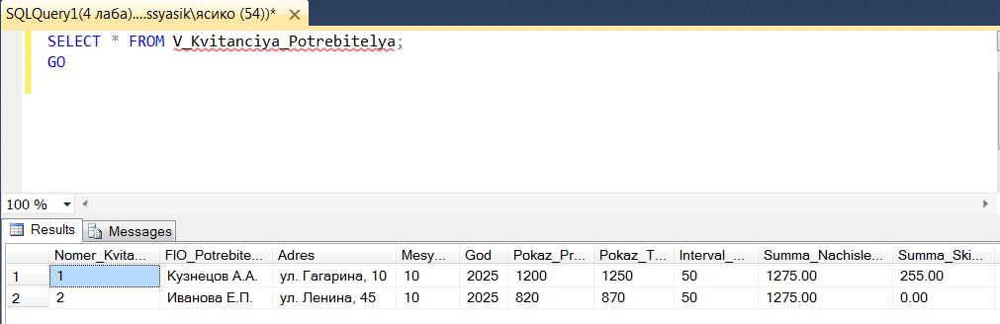 SQLQuery1(4 лаба)....ssyasik\ясико (54))*
SELECT * FROM V_Kvitanciya_Potrebitelya;
GO
100 %
Results Messages
Nomer_Kvita... FIO_Potrebite... Adres Mesy... God Pokaz_Pr... Pokaz_T... Interval_... Summa_Nachisle... Summa_Ski...
1 1 Кузнецов А.А. ул. Гагарина, 10 10 2025 1200 1250 50 1275.00 255.00
2 2 Иванова Е.П. ул. Ленина, 45 10 2025 820 870 50 1275.00 0.00